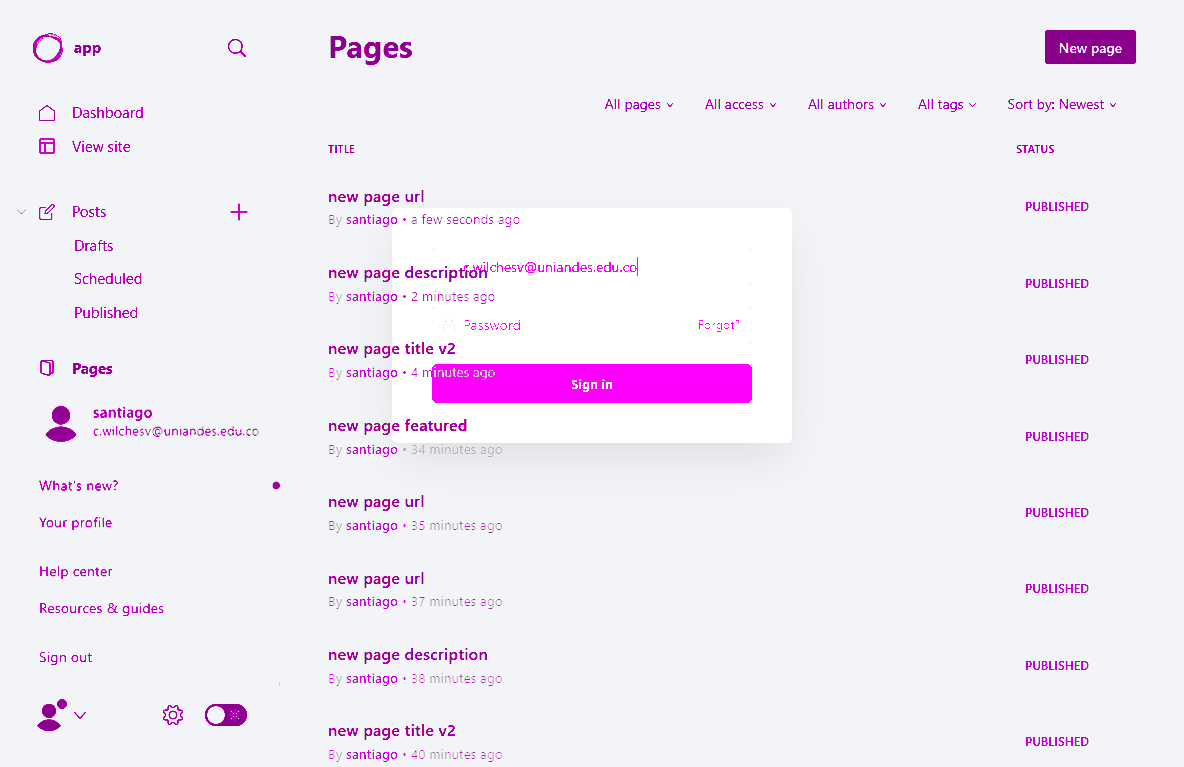 app
Pages
New page
All pages
All access
All authors
All tags
Sort by: Newest
Dashboard
View site
TITLE
STATUS
Posts
Drafts
Scheduled
Published
Pages
santiago
c.wilchesv@uniandes.edu.co
What's new?
Your profile
Help center
Resources & guides
Sign out
new page url
By santiago • a few seconds ago
PUBLISHED
new page description
By santiago • 2 minutes ago
PUBLISHED
new page title v2
By santiago • 4 minutes ago
PUBLISHED
new page featured
By santiago • 34 minutes ago
PUBLISHED
new page url
By santiago • 35 minutes ago
PUBLISHED
new page url
By santiago • 37 minutes ago
PUBLISHED
new page description
By santiago • 38 minutes ago
PUBLISHED
new page title v2
By santiago • 40 minutes ago
PUBLISHED
c.wilchesv@uniandes.edu.co
Password
Forgot?
Sign in